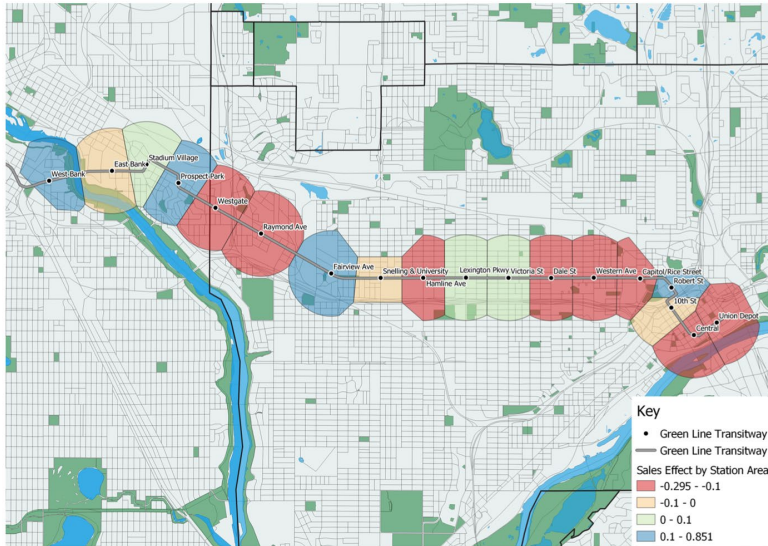 West Bank
East Bank
Stadium Village
Prospect Park
Westgate
Raymond Ave
Fairview Ave
Snelling & University
Hamline Ave
Lexington Pkwy
Victoria St
Dale St
Western Ave
Capitol/Rice Street
Robert St
10th St
Union Depot
Central
Key
Green Line Transitway
Green Line Transitway
Sales Effect by Station Area
-0.295 - -0.1
-0.1 - 0
0 - 0.1
0.1 - 0.851